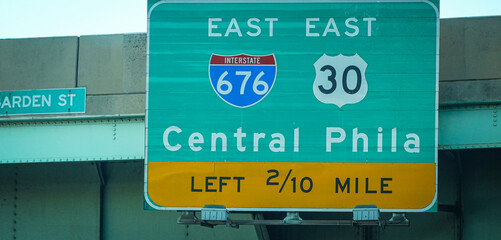 EAST EAST
INTERSTATE
676 30
Central Phila
LEFT 2/10 MILE
ARDEN ST